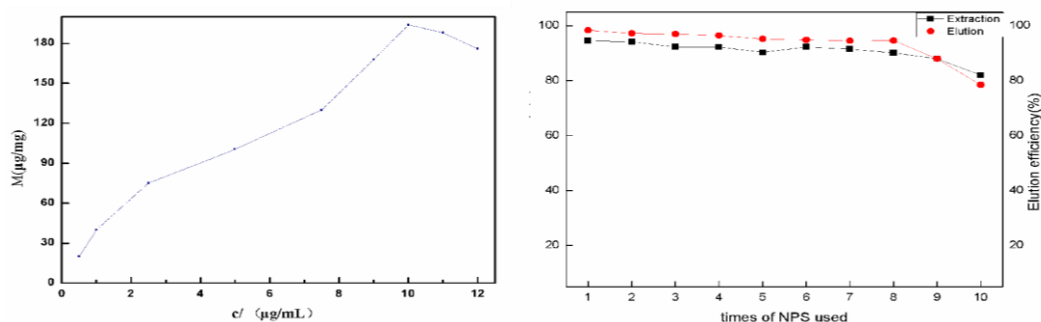 M(μg/mg)
180
150
120
90
60
30
0
0 2 4 6 8 10 12
c/ （μg/mL）
Extraction
Elution
100 100
80 80
60 60
40 40
20 20
Elution efficiency(%)
1 2 3 4 5 6 7 8 9 10
times of NPS used